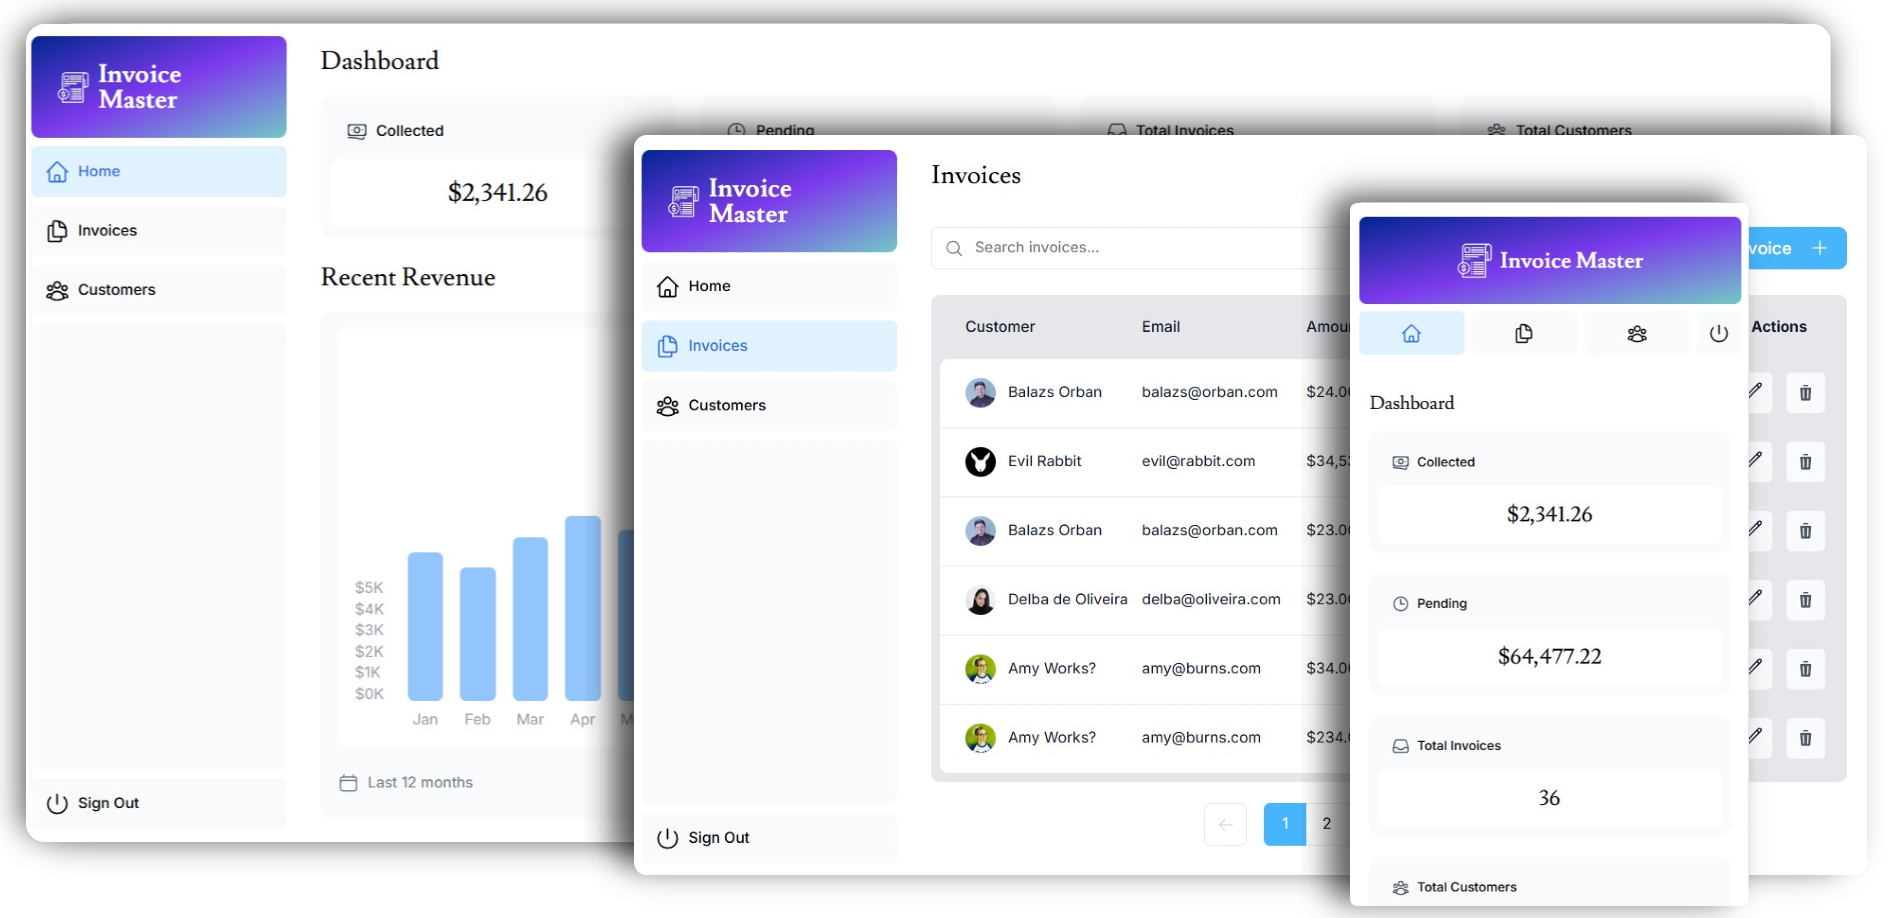 Invoice
Master
Home
Invoices
Customers
Sign Out
Dashboard
Collected
Pending
Total Invoices
Total Customers
$2,341.26
Recent Revenue
$5K
$4K
$3K
$2K
$1K
$0K
Jan Feb Mar Apr M
Last 12 months
Invoice
Master
Home
Invoices
Customers
Sign Out
Invoices
Search invoices...
voice +
Customer Email Amou Actions
Balazs Orban balazs@orban.com $24.0
Evil Rabbit evil@rabbit.com $34,53
Balazs Orban balazs@orban.com $23.0
Delba de Oliveira delba@oliveira.com $23.0
Amy Works? amy@burns.com $34.0
Amy Works? amy@burns.com $234.
1 2
Invoice Master
Dashboard
Collected
$2,341.26
Pending
$64,477.22
Total Invoices
36
Total Customers